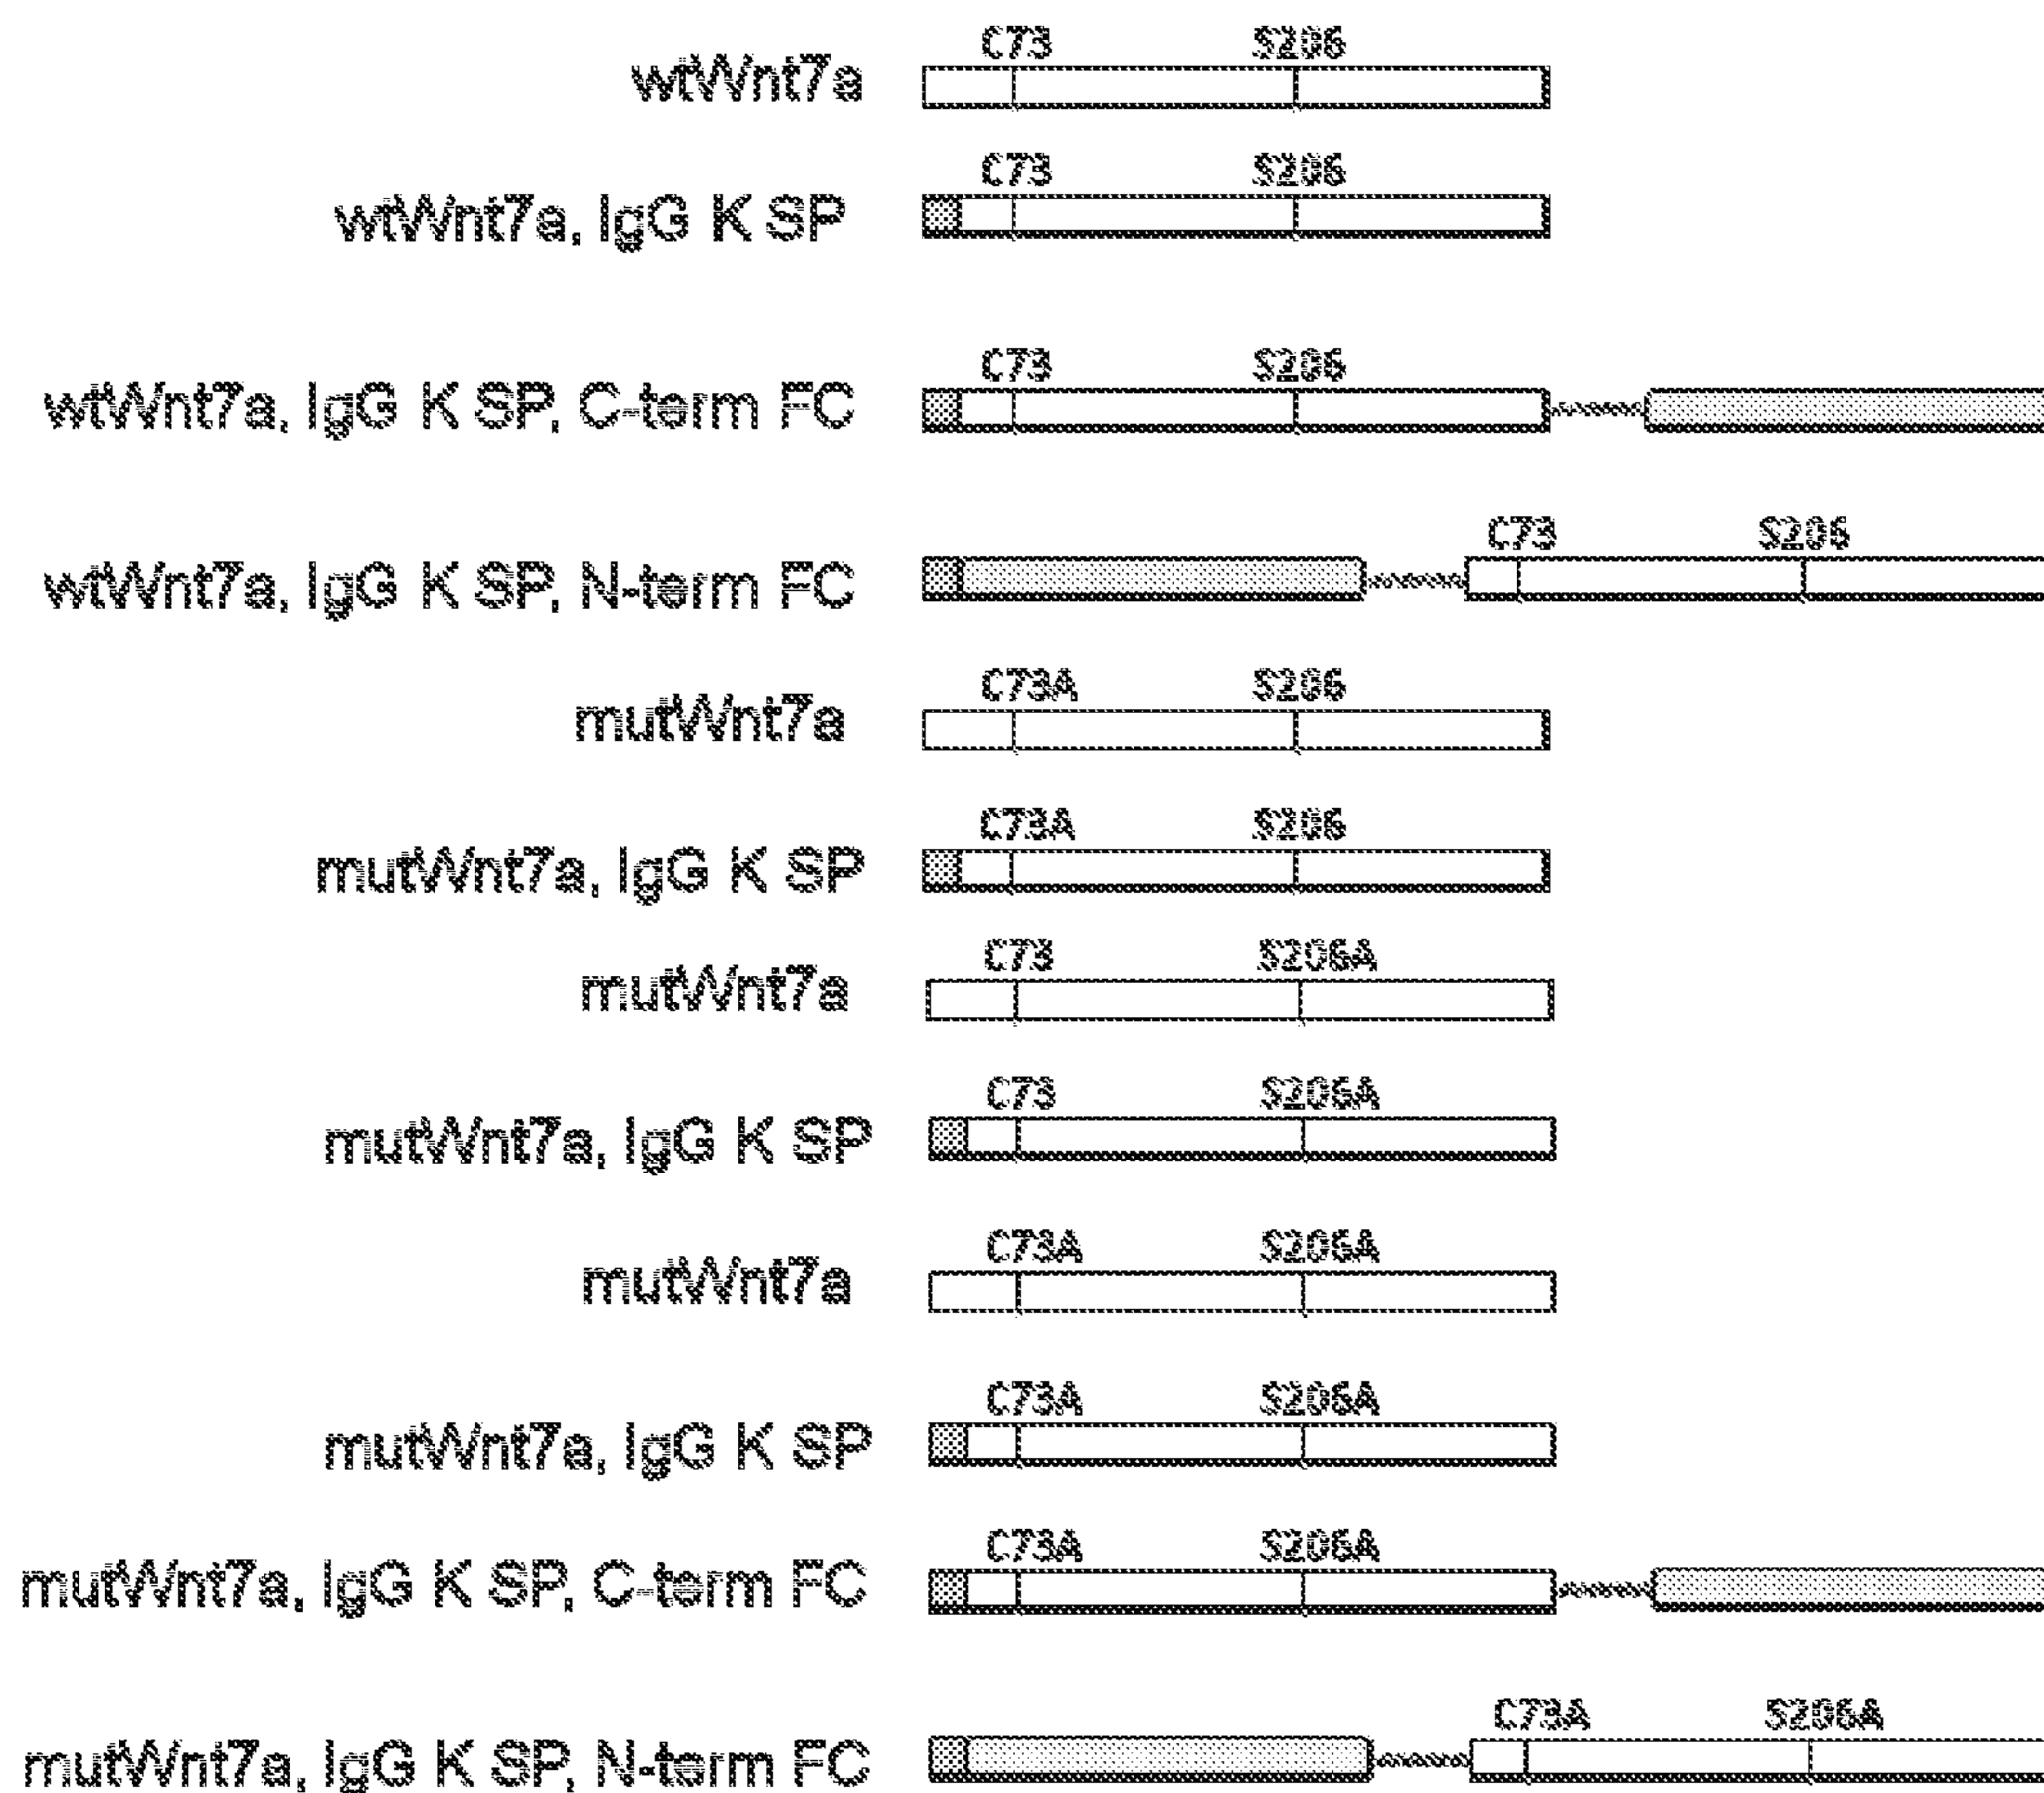 C73 S206
wtWnt7a
C73 S206
wtWnt7a, IgG K SP
C73 S206
wtWnt7a, IgG K SP, C-term FC
C73 S206
wtWnt7a, IgG K SP, N-term FC
C73A S206
mutWnt7a
C73A S206
mutWnt7a, IgG K SP
C73 S206A
mutWnt7a
C73 S206A
mutWnt7a, IgG K SP
C73A S206A
mutWnt7a
C73A S206A
mutWnt7a, IgG K SP
C73A S206A
mutWnt7a, IgG K SP, C-term FC
C73A S206A
mutWnt7a, IgG K SP, N-term FC